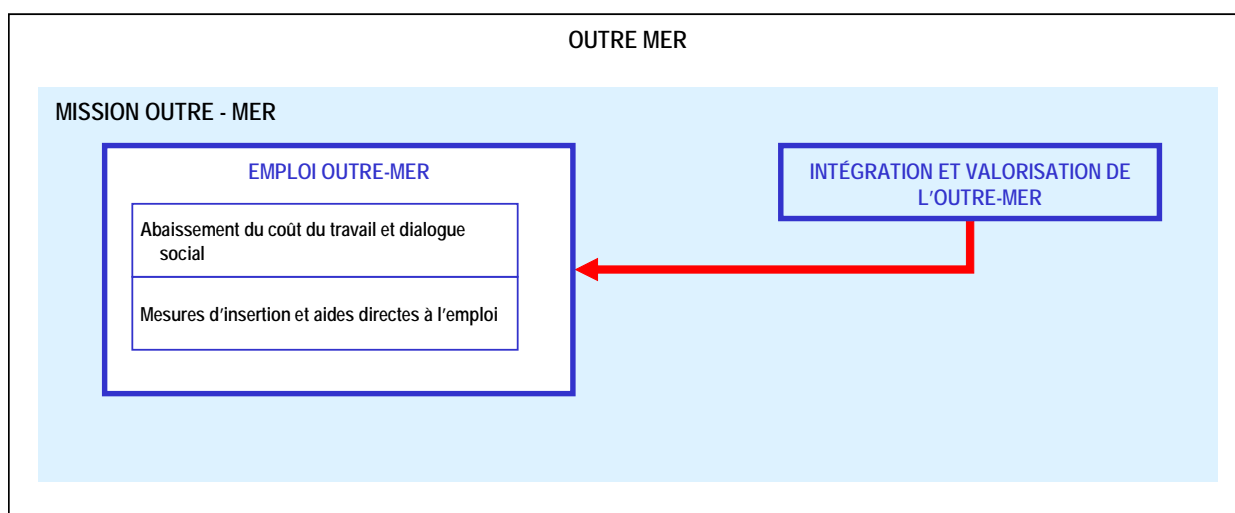 OUTRE MER
MISSION OUTRE - MER
EMPLOI OUTRE-MER
Abaissement du coût du travail et dialogue
social
Mesures d'insertion et aides directes à l'emploi
INTÉGRATION ET VALORISATION DE
L'OUTRE-MER